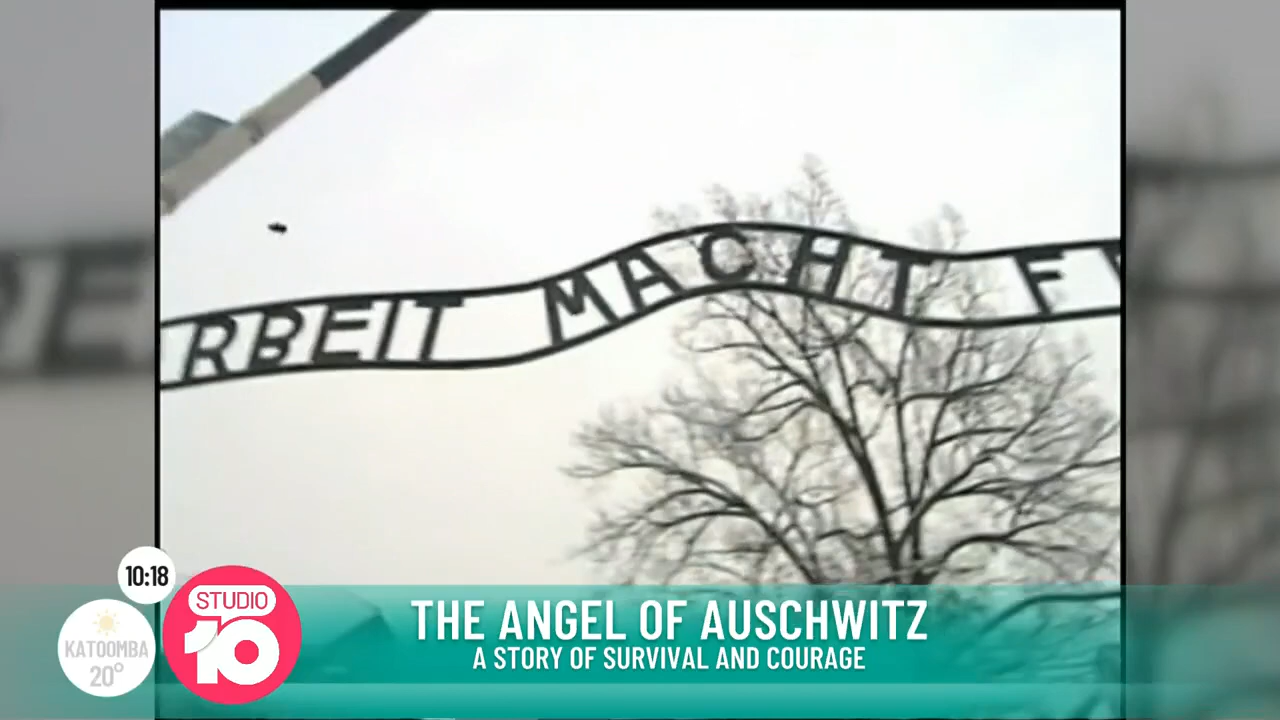 RBEIT MACHT F
10:18
STUDIO
10
KATOOMBA
20°
THE ANGEL OF AUSCHWITZ
A STORY OF SURVIVAL AND COURAGE